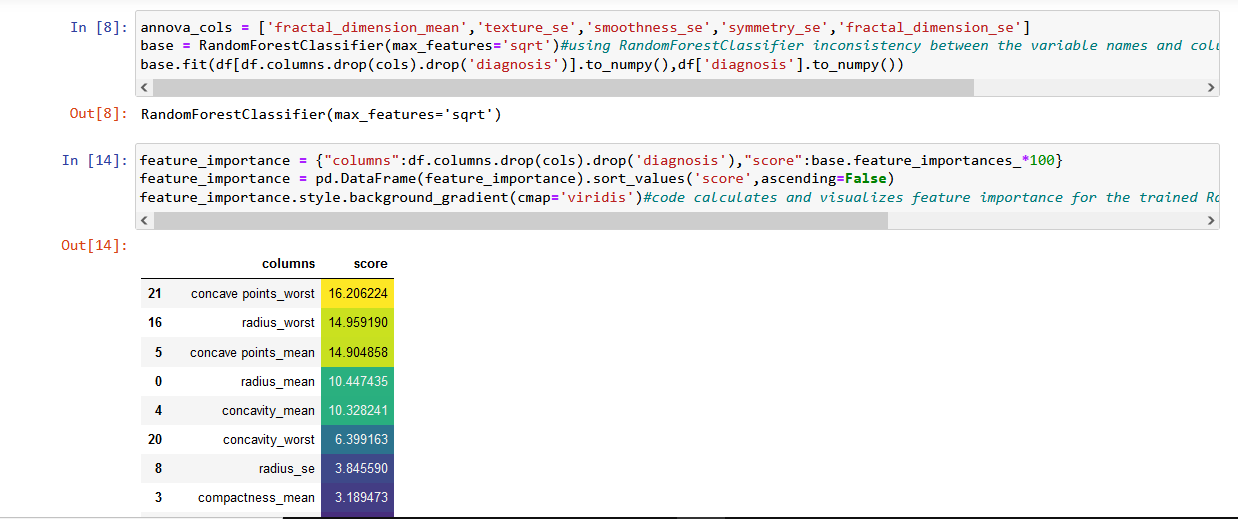 In [8]: annova_cols = ['fractal_dimension_mean','texture_se','smoothness_se','symmetry_se','fractal_dimension_se']
base = RandomForestClassifier(max_features='sqrt')#using RandomForestClassifier inconsistency between the variable names and
base.fit(df[df.columns.drop(cols).drop('diagnosis')].to_numpy(),df['diagnosis'].to_numpy())
Out[8]: RandomForestClassifier(max_features='sqrt')
In [14]: feature_importance = {"columns":df.columns.drop(cols).drop('diagnosis'),"score":base.feature_importances_*100}
feature_importance = pd.DataFrame(feature_importance).sort_values('score',ascending=False)
feature_importance.style.background_gradient(cmap='viridis')#code calculates and visualizes feature importance for the trained
Out[14]:
columns score
21 concave points_worst 16.206224
16 radius_worst 14.959190
5 concave points_mean 14.904858
0 radius_mean 10.447435
4 concavity_mean 10.328241
20 concavity_worst 6.399163
8 radius_se 3.845590
3 compactness_mean 3.189473